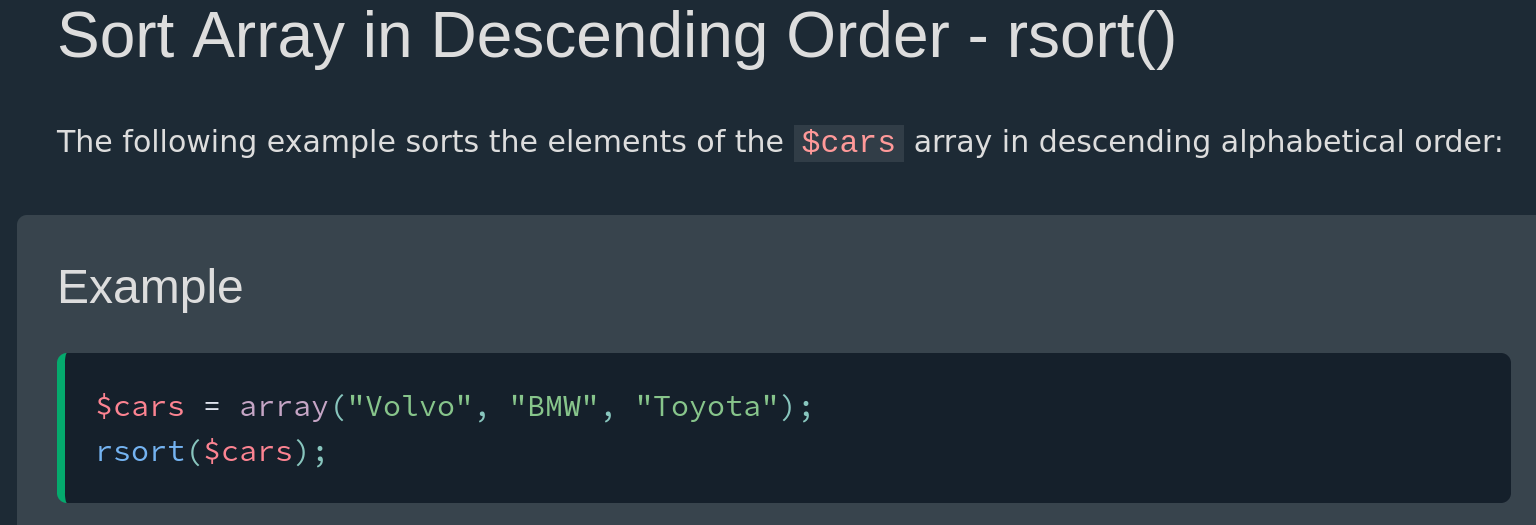 Sort Array in Descending Order - rsort()
The following example sorts the elements of the $cars array in descending alphabetical order:
Example
$cars = array("Volvo", "BMW", "Toyota");
rsort($cars);